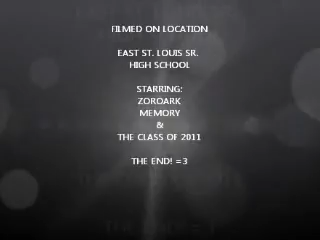 FILMED ON LOCATION
EAST ST. LOUIS SR.
HIGH SCHOOL
STARRING:
ZOROARK
MEMORY
&
THE CLASS OF 2011
THE END! =3